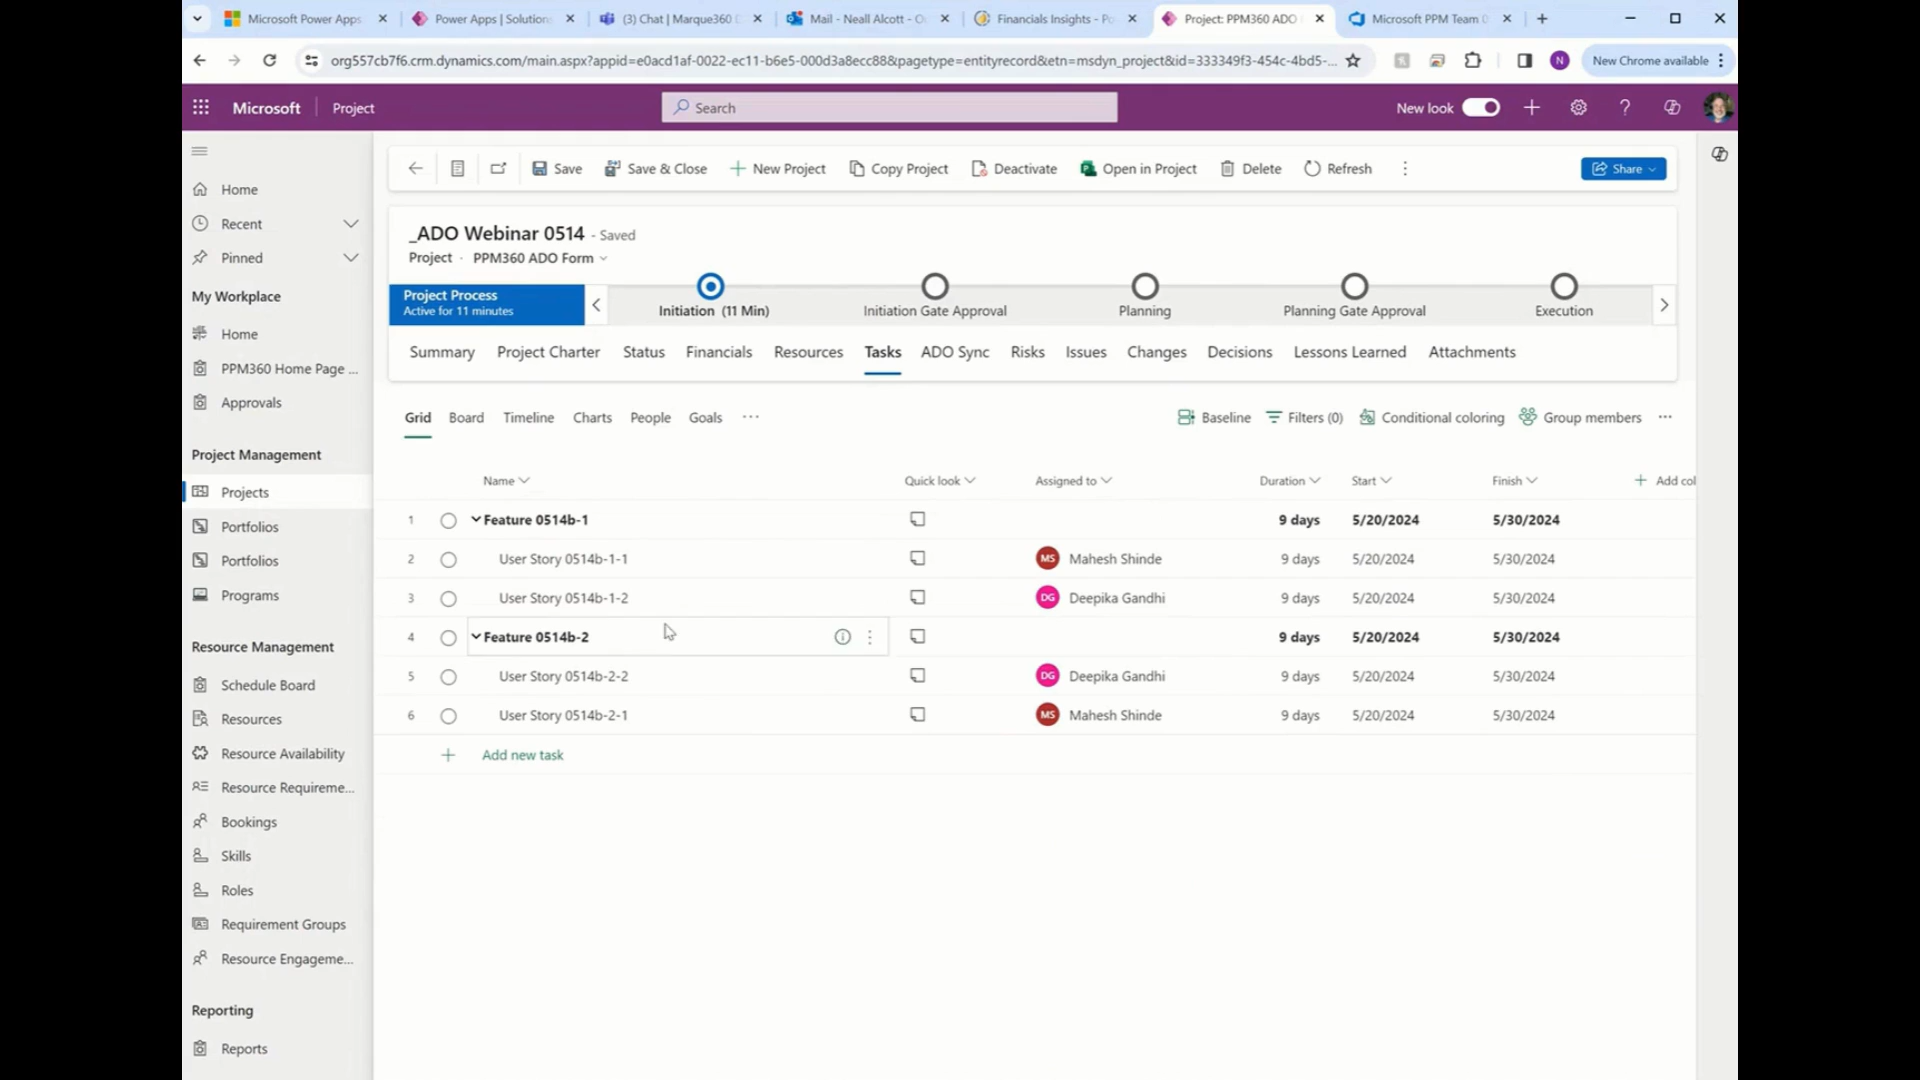 Microsoft Power Apps
Power Apps | Solutions
(3) Chat | Marque360
Mail - Neall Alcott - O
Financials Insights - Po
Project: PPM360 ADO
Microsoft PPM Team
org557cb7f6.crm.dynamics.com/main.aspx?appid=e0acd1af-0022-ec11-b6e5-000d3a8ecc88&pagetype=entityrecord&etn=msdyn_project&id=333349f3-454c-4bd5-...
N
New Chrome available
Microsoft
Project
Search
New look
Save
Save & Close
New Project
Copy Project
Deactivate
Open in Project
Delete
Refresh
Share
Home
Recent
Pinned
My Workplace
Home
PPM360 Home Page ...
Approvals
Project Management
Projects
Portfolios
Portfolios
Programs
Resource Management
Schedule Board
Resources
Resource Availability
Resource Requireme...
Bookings
Skills
Roles
Requirement Groups
Resource Engageme...
Reporting
Reports
_ADO Webinar 0514 - Saved
Project · PPM360 ADO Form
Project Process
Active for 11 minutes
Initiation (11 Min)
Initiation Gate Approval
Planning
Planning Gate Approval
Execution
Summary Project Charter Status Financials Resources Tasks ADO Sync Risks Issues Changes Decisions Lessons Learned Attachments
Grid Board Timeline Charts People Goals ...
Baseline Filters (0) Conditional coloring Group members ...
Name Quick look Assigned to Duration Start Finish Add col
1 Feature 0514b-1 9 days 5/20/2024 5/30/2024
2 User Story 0514b-1-1 MS Mahesh Shinde 9 days 5/20/2024 5/30/2024
3 User Story 0514b-1-2 DG Deepika Gandhi 9 days 5/20/2024 5/30/2024
4 Feature 0514b-2 9 days 5/20/2024 5/30/2024
5 User Story 0514b-2-2 DG Deepika Gandhi 9 days 5/20/2024 5/30/2024
6 User Story 0514b-2-1 MS Mahesh Shinde 9 days 5/20/2024 5/30/2024
Add new task